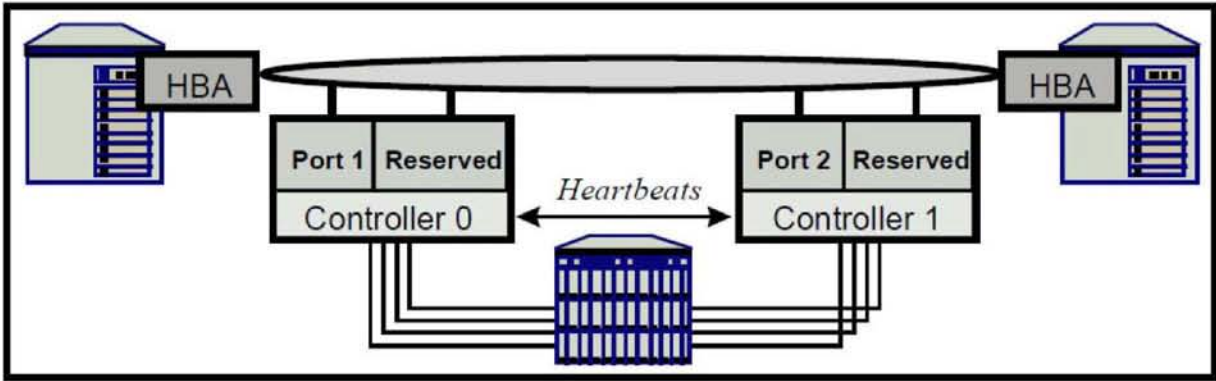 HBA
HBA
Port 1 Reserved
Port 2 Reserved
Heartbeats
Controller 0
Controller 1